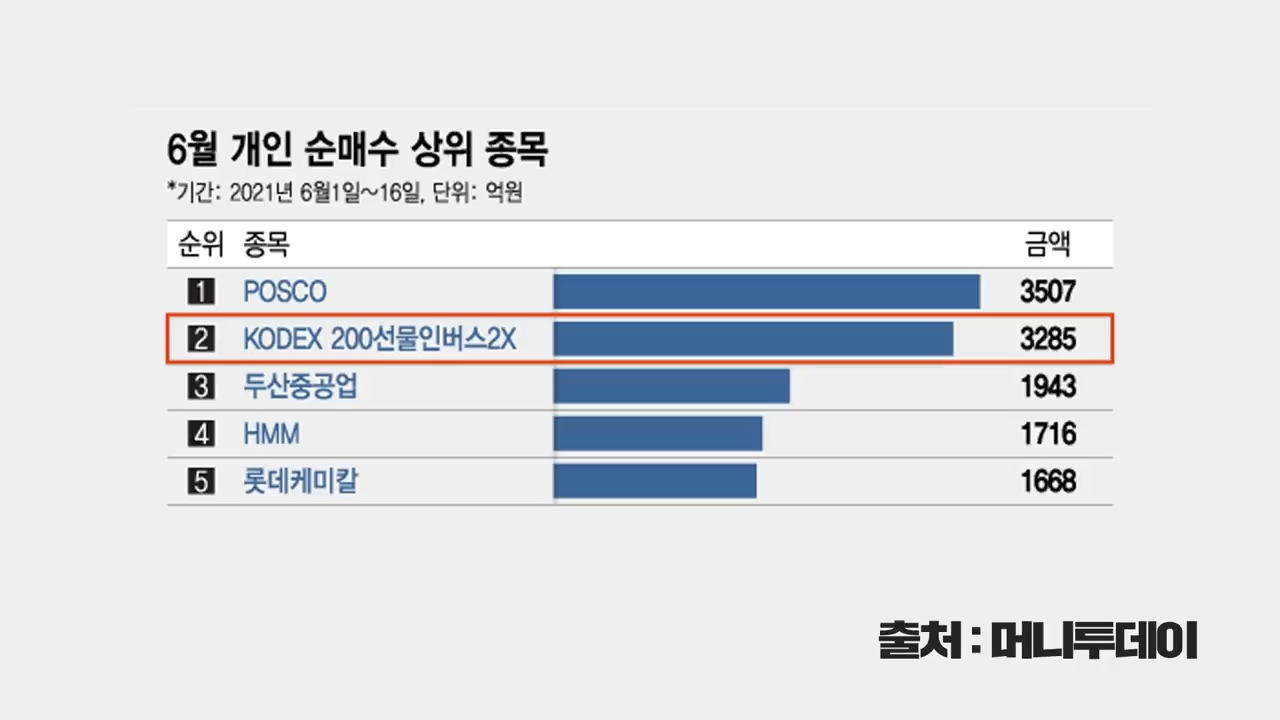 6월 개인 순매수 상위 종목
*기간: 2021년 6월1일~16일, 단위: 억원
순위 종목 금액
1 POSCO 3507
2 KODEX 200선물인버스2X 3285
3 두산중공업 1943
4 HMM 1716
5 롯데케미칼 1668
출처 : 머니투데이